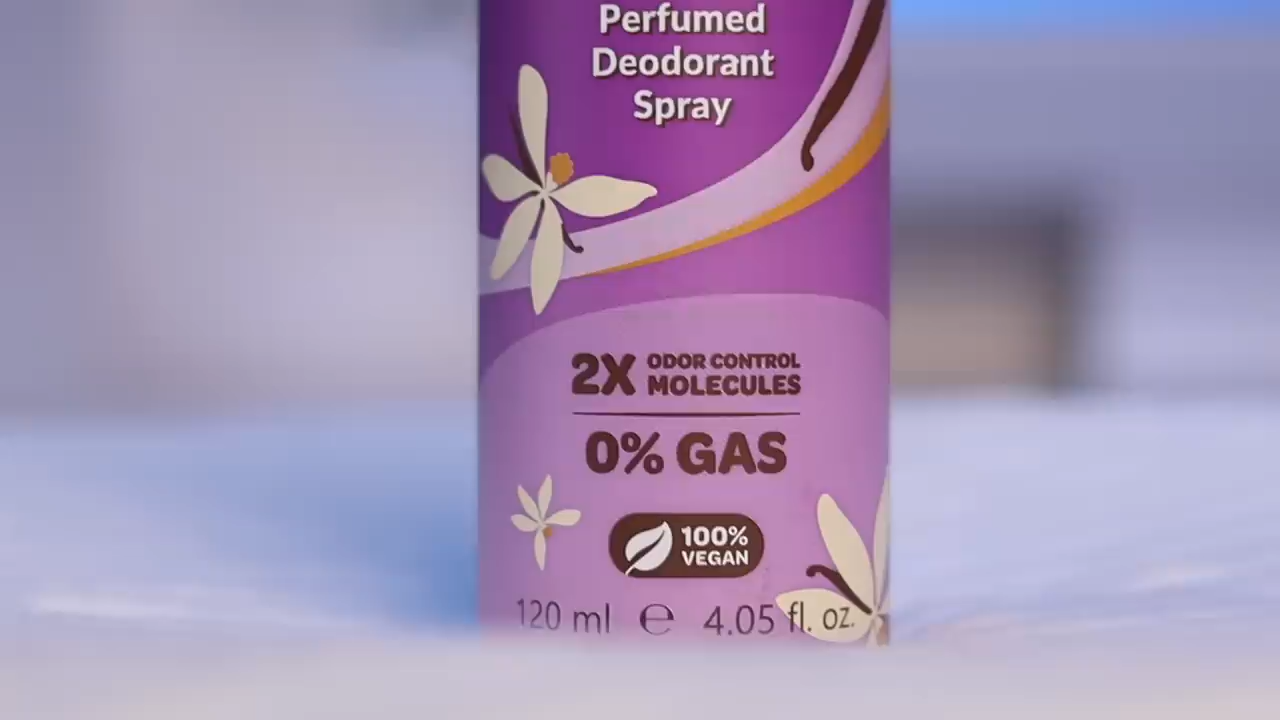 Perfumed
Deodorant
Spray
2X ODOR CONTROL
MOLECULES
0% GAS
100%
VEGAN
120 ml ℮ 4.05 fl. oz.